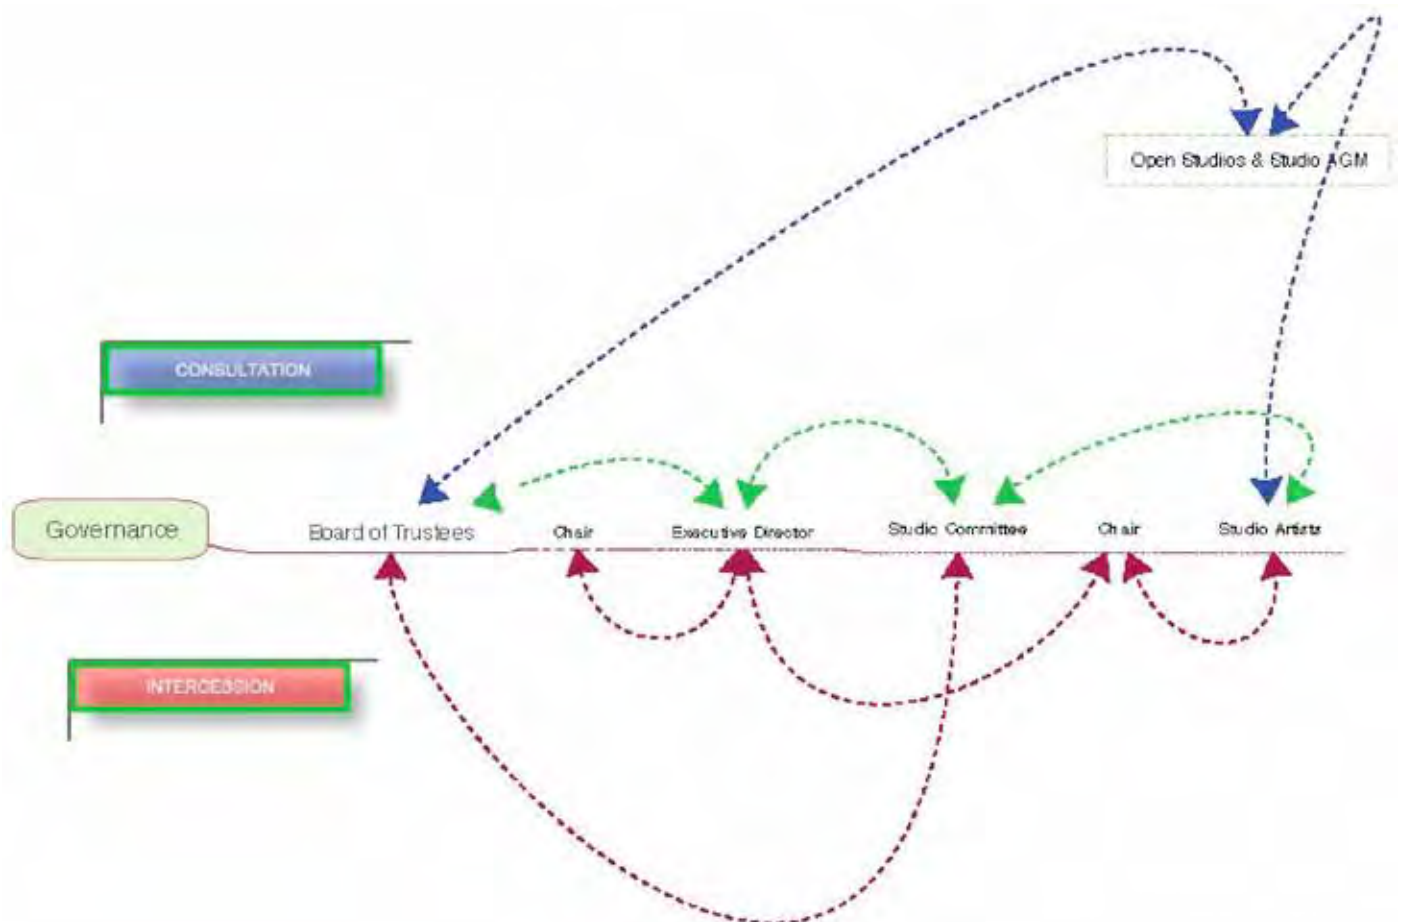 Open Studios & Studio AGM
CONSULTATION
Governance
Board of Trustees
Chair
Executive Director
Studio Committee
Chair
Studio Artists
INTERCESSION